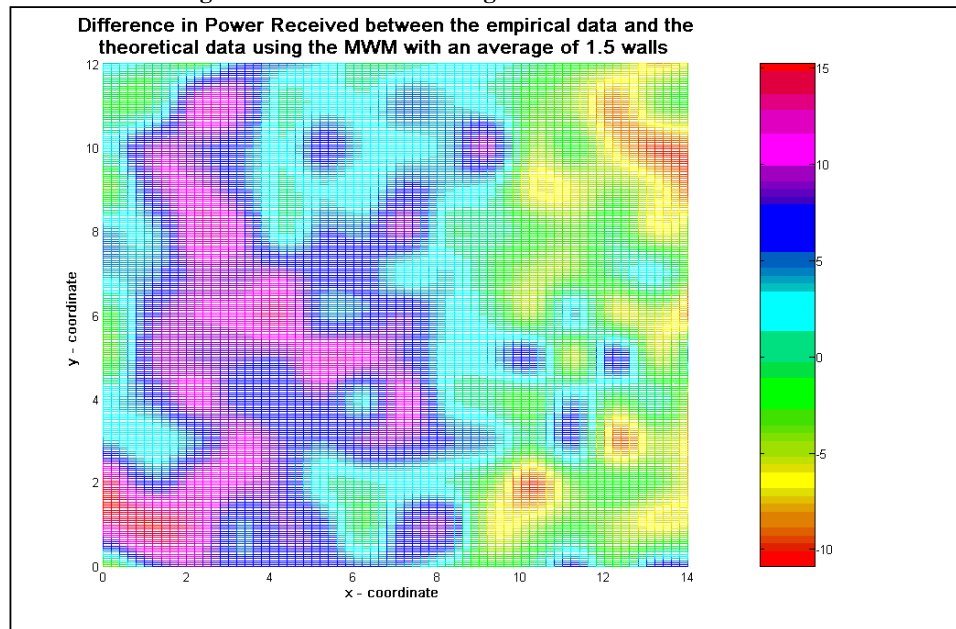 Difference in Power Received between the empirical data and the
theoretical data using the MWM with an average of 1.5 walls
12
10
8
6
4
2
0
y - coordinate
0 2 4 6 8 10 12 14
x - coordinate
15
10
5
0
-5
-10